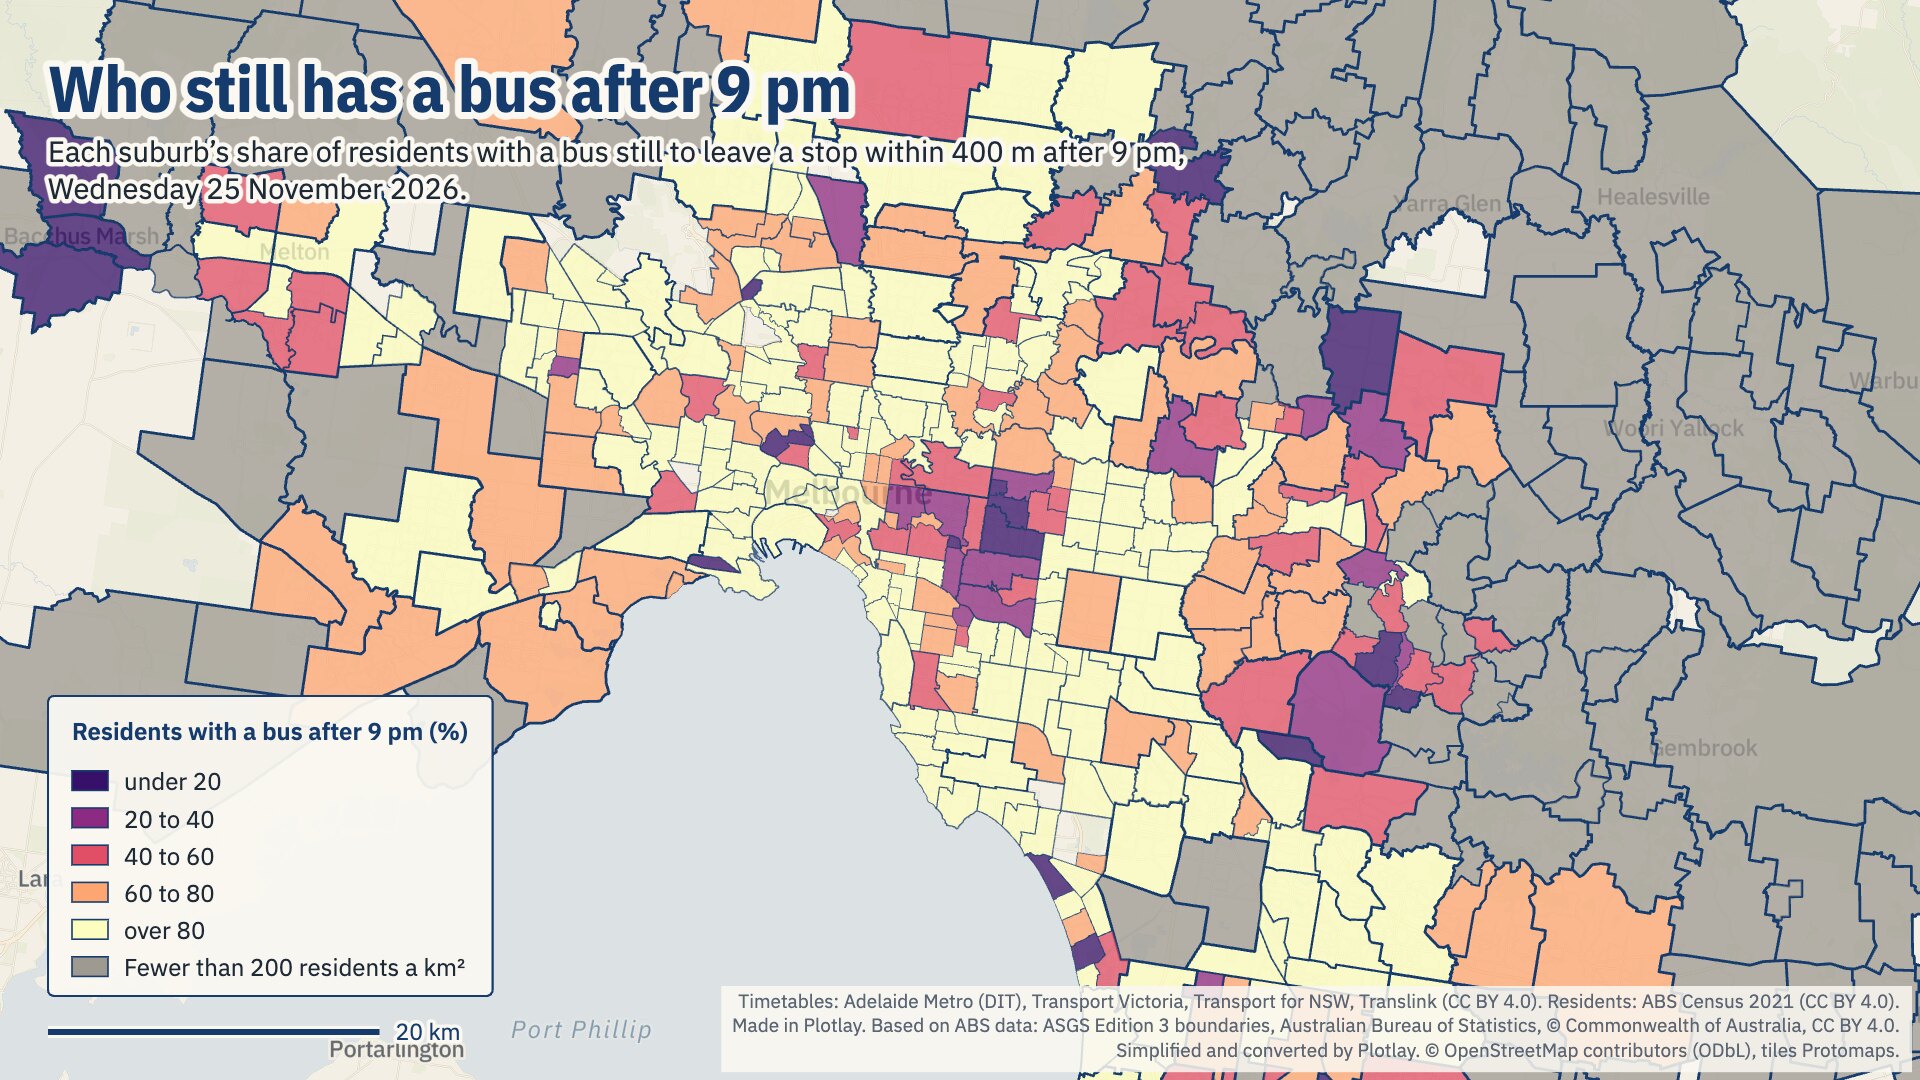 Who still has a bus after 9 pm
Each suburb’s share of residents with a bus still to leave a stop within 400 m after 9 pm,
Wednesday 25 November 2026.
Yarra Glen
Healesville
Bacchus Marsh
Melton
Warbu
Woori Yallock
Melbourne
Gembrook
Residents with a bus after 9 pm (%)
under 20
20 to 40
40 to 60
60 to 80
over 80
Fewer than 200 residents a km²
Lara
20 km
Port Phillip
Portarlington
Timetables: Adelaide Metro (DIT), Transport Victoria, Transport for NSW, Translink (CC BY 4.0). Residents: ABS Census 2021 (CC BY 4.0).
Made in Plotlay. Based on ABS data: ASGS Edition 3 boundaries, Australian Bureau of Statistics, © Commonwealth of Australia, CC BY 4.0.
Simplified and converted by Plotlay. © OpenStreetMap contributors (ODbL), tiles Protomaps.